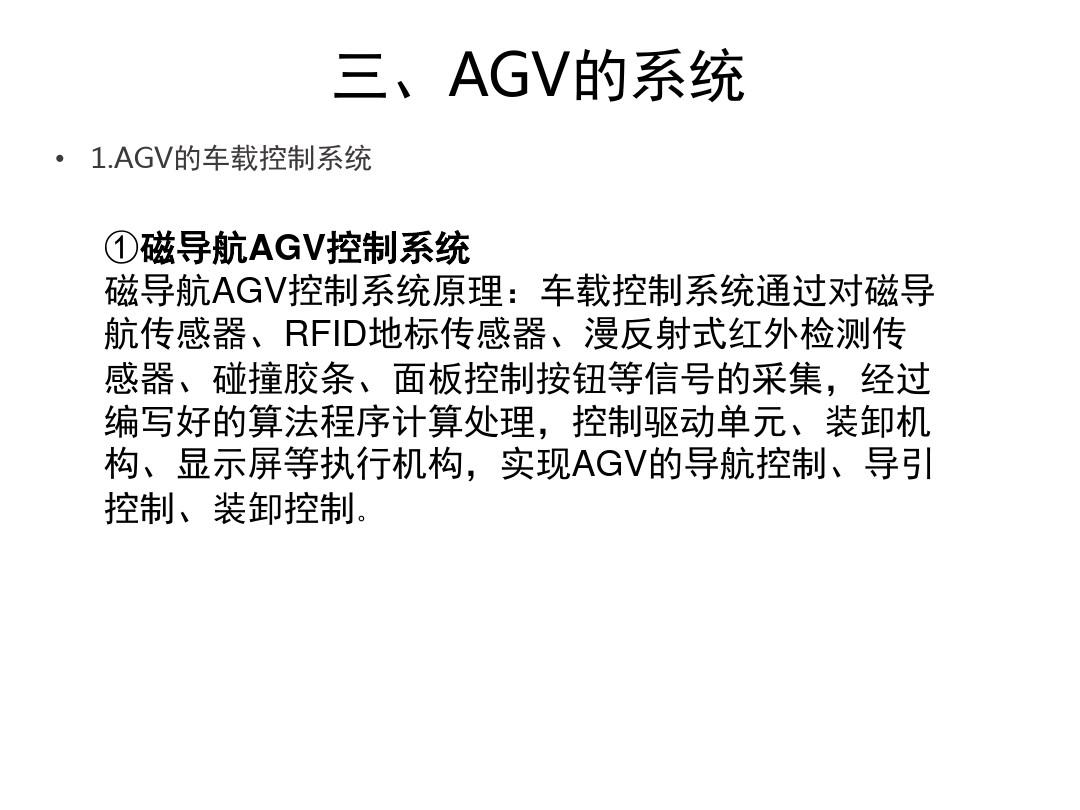 三、AGV的系统
• 1.AGV的车载控制系统
①磁导航AGV控制系统
磁导航AGV控制系统原理：车载控制系统通过对磁导
航传感器、RFID地标传感器、漫反射式红外检测传
感器、碰撞胶条、面板控制按钮等信号的采集，经过
编写好的算法程序计算处理，控制驱动单元、装卸机
构、显示屏等执行机构，实现AGV的导航控制、导引
控制、装卸控制。